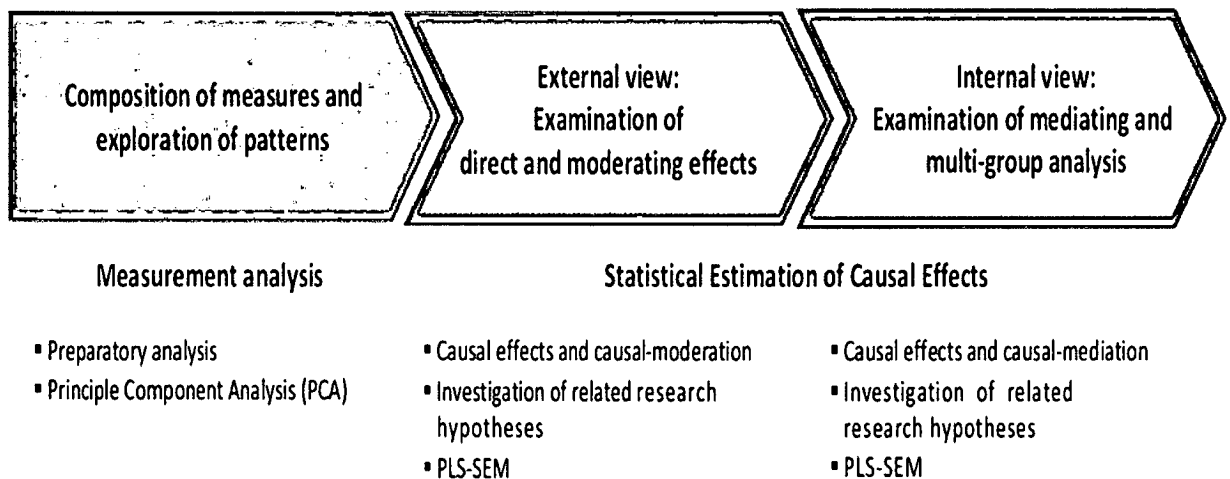 Composition of measures and
exploration of patterns
External view:
Examination of
direct and moderating effects
Internal view:
Examination of mediating and
multi-group analysis
Measurement analysis
Statistical Estimation of Causal Effects
▪ Preparatory analysis
▪ Principle Component Analysis (PCA)
▪ Causal effects and causal-moderation
▪ Investigation of related research
hypotheses
▪ PLS-SEM
▪ Causal effects and causal-mediation
▪ Investigation of related
research hypotheses
▪ PLS-SEM